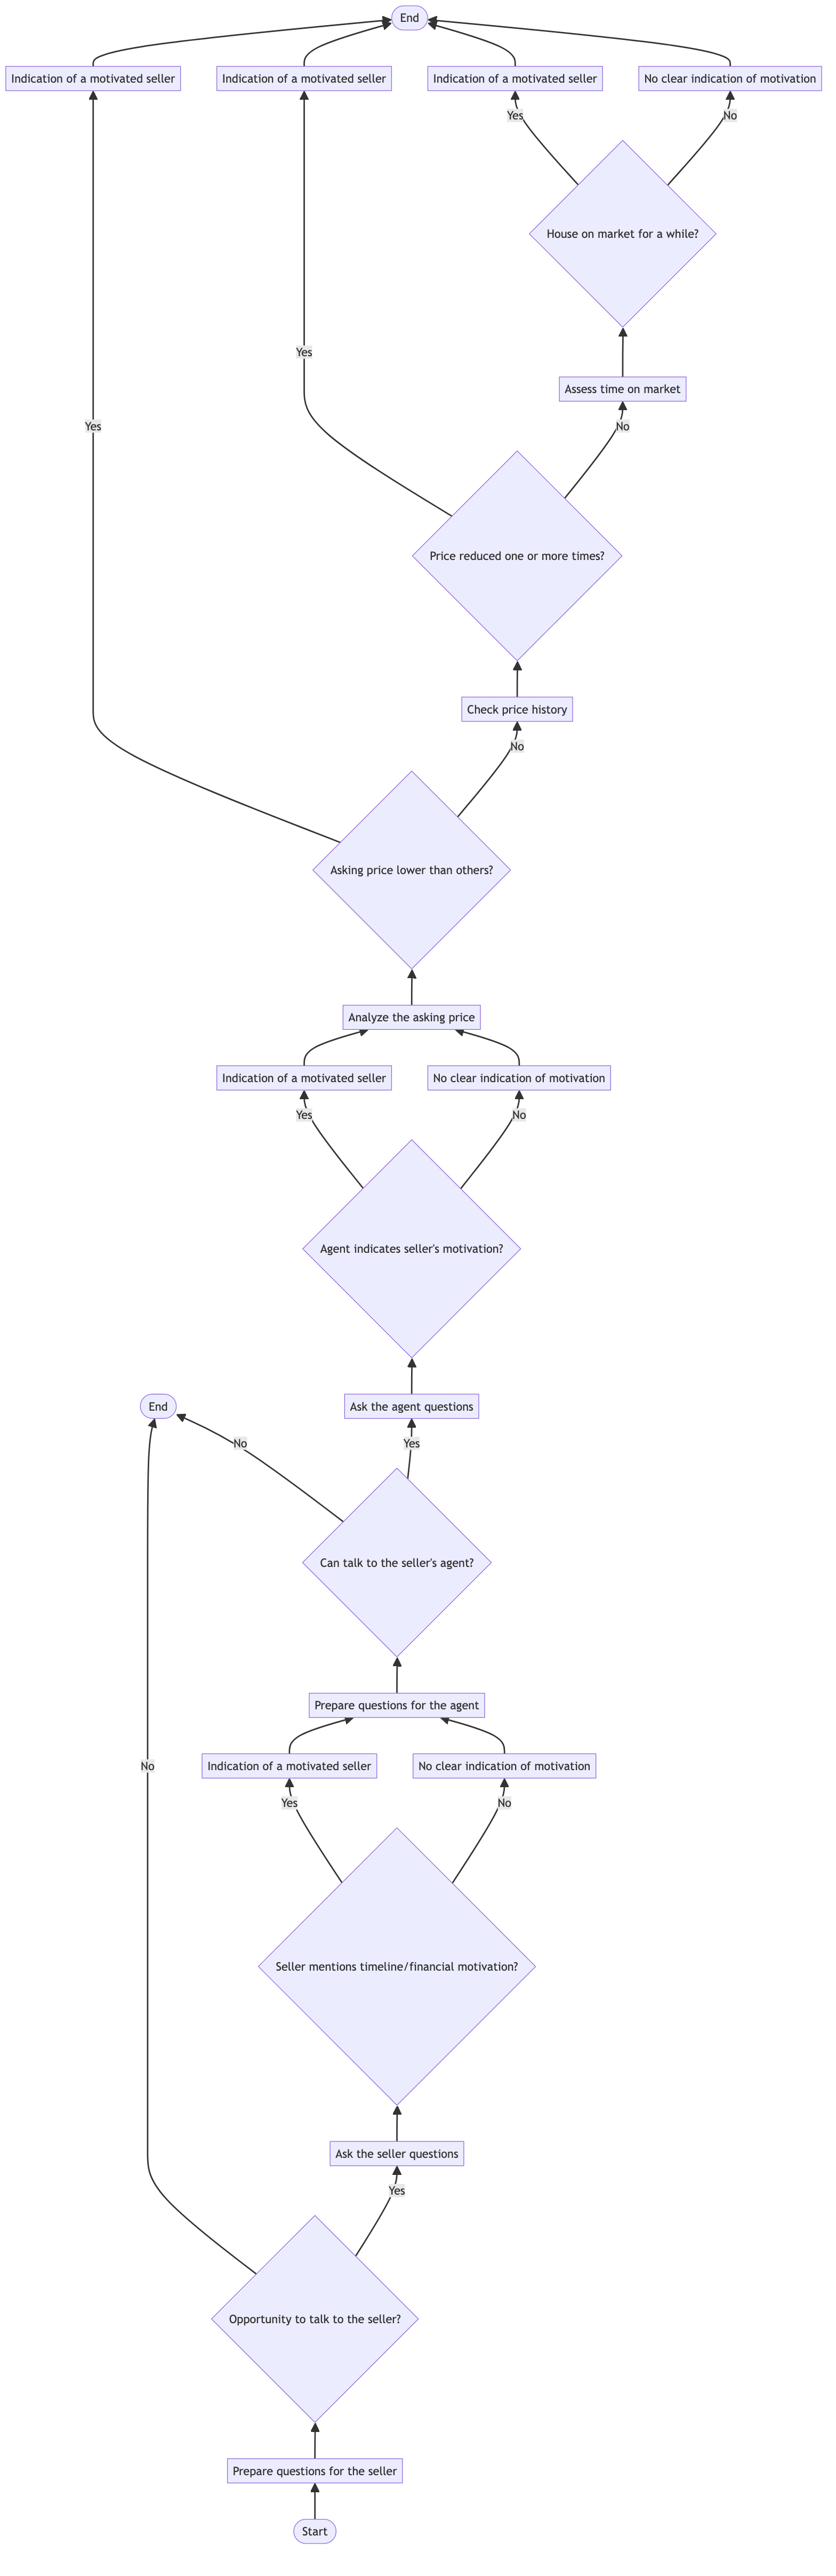 End
Indication of a motivated seller
Indication of a motivated seller
Indication of a motivated seller
No clear indication of motivation
Yes
No
House on market for a while?
Yes
Assess time on market
Yes
No
Price reduced one or more times?
Check price history
No
Asking price lower than others?
Analyze the asking price
Indication of a motivated seller
No clear indication of motivation
Yes
No
Agent indicates seller's motivation?
End
Ask the agent questions
No
Yes
Can talk to the seller's agent?
Prepare questions for the agent
No
Indication of a motivated seller
No clear indication of motivation
Yes
No
Seller mentions timeline/financial motivation?
Ask the seller questions
Yes
Opportunity to talk to the seller?
Prepare questions for the seller
Start